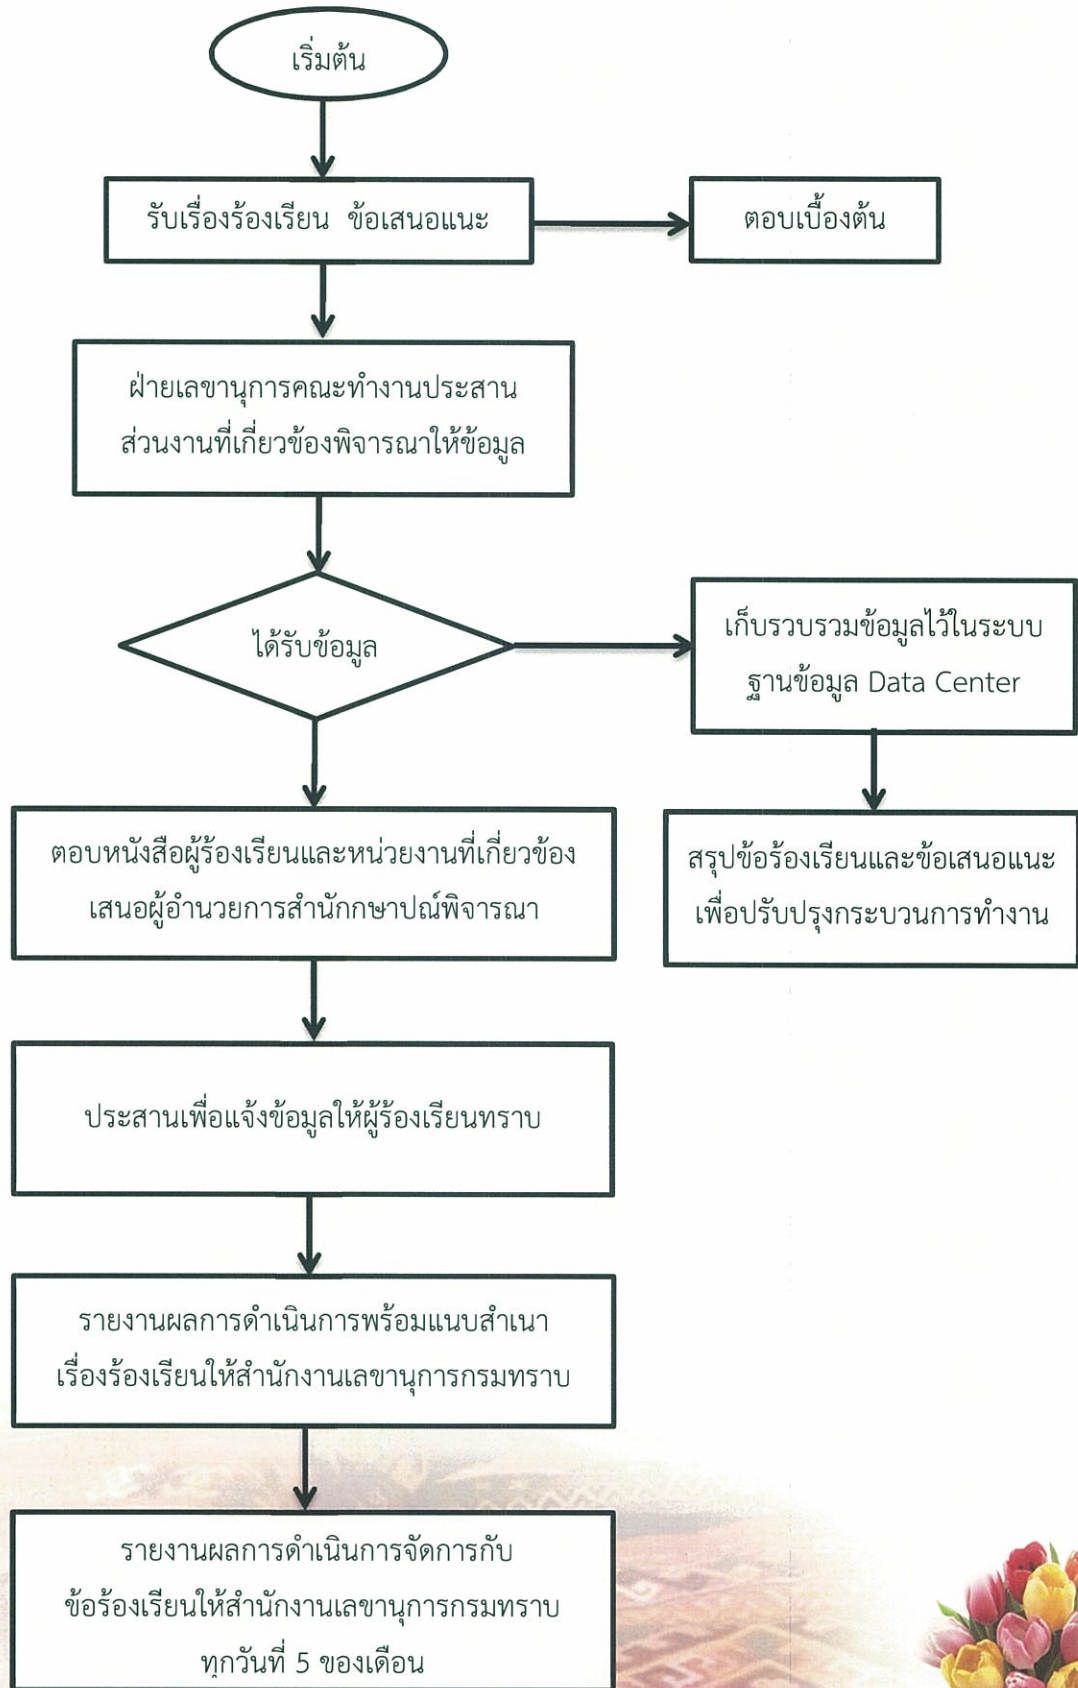 เริ่มต้น
รับเรื่องร้องเรียน ข้อเสนอแนะ
ตอบเบื้องต้น
ฝ่ายเลขานุการคณะทำงานประสาน
ส่วนงานที่เกี่ยวข้องพิจารณาให้ข้อมูล
ได้รับข้อมูล
เก็บรวบรวมข้อมูลไว้ในระบบ
ฐานข้อมูล Data Center
ตอบหนังสือผู้ร้องเรียนและหน่วยงานที่เกี่ยวข้อง
เสนอผู้อำนวยการสำนักกษาปณ์พิจารณา
สรุปข้อร้องเรียนและข้อเสนอแนะ
เพื่อปรับปรุงกระบวนการทำงาน
ประสานเพื่อแจ้งข้อมูลให้ผู้ร้องเรียนทราบ
รายงานผลการดำเนินการพร้อมแนบสำเนา
เรื่องร้องเรียนให้สำนักงานเลขานุการกรมทราบ
รายงานผลการดำเนินการจัดการกับ
ข้อร้องเรียนให้สำนักงานเลขานุการกรมทราบ
ทุกวันที่ 5 ของเดือน